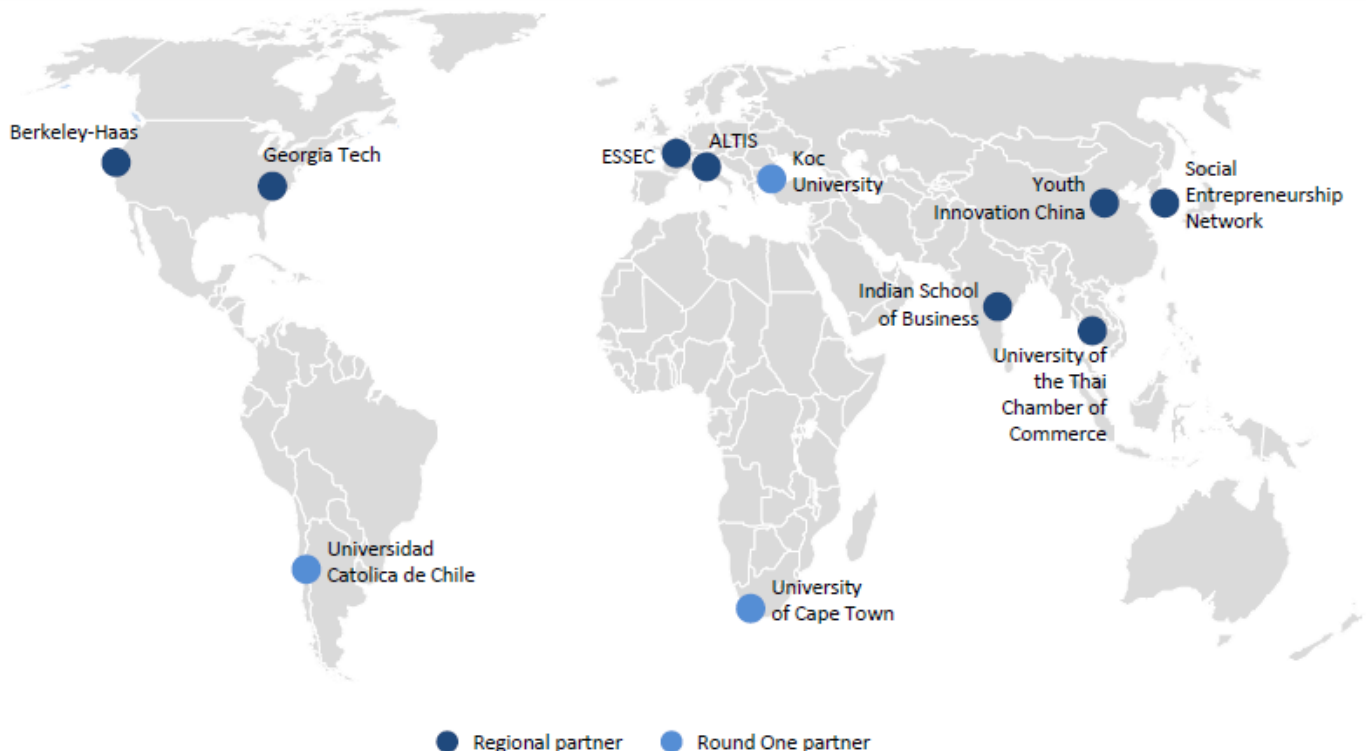 Berkeley-Haas
Georgia Tech
ESSEC
ALTIS
Koc
University
Youth
Innovation China
Social
Entrepreneurship
Network
Indian School
of Business
University of
the Thai
Chamber of
Commerce
Universidad
Catolica de Chile
University
of Cape Town
Regional partner
Round One partner